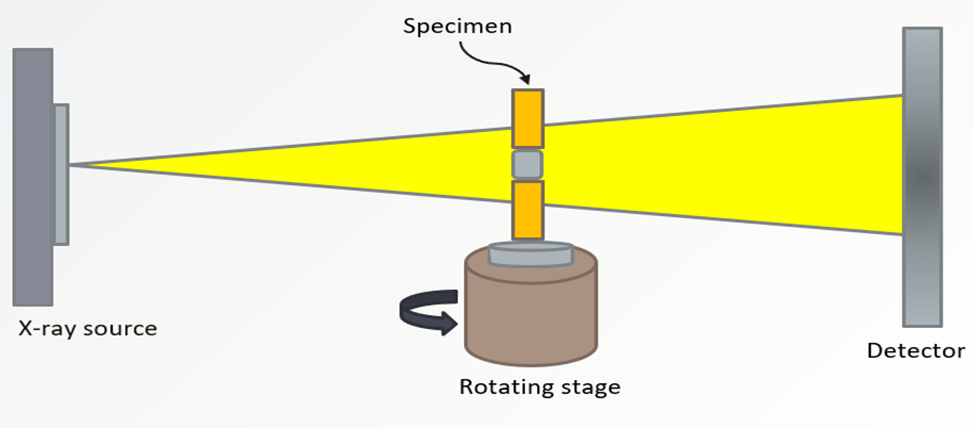 Specimen
X-ray source
Detector
Rotating stage